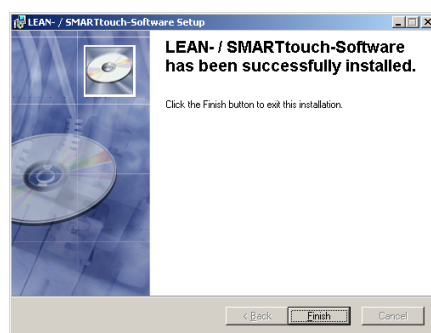 LEAN- / SMARTtouch-Software Setup
LEAN- / SMARTtouch-Software
has been successfully installed.
Click the Finish button to exit this installation.
< Back Finish Cancel